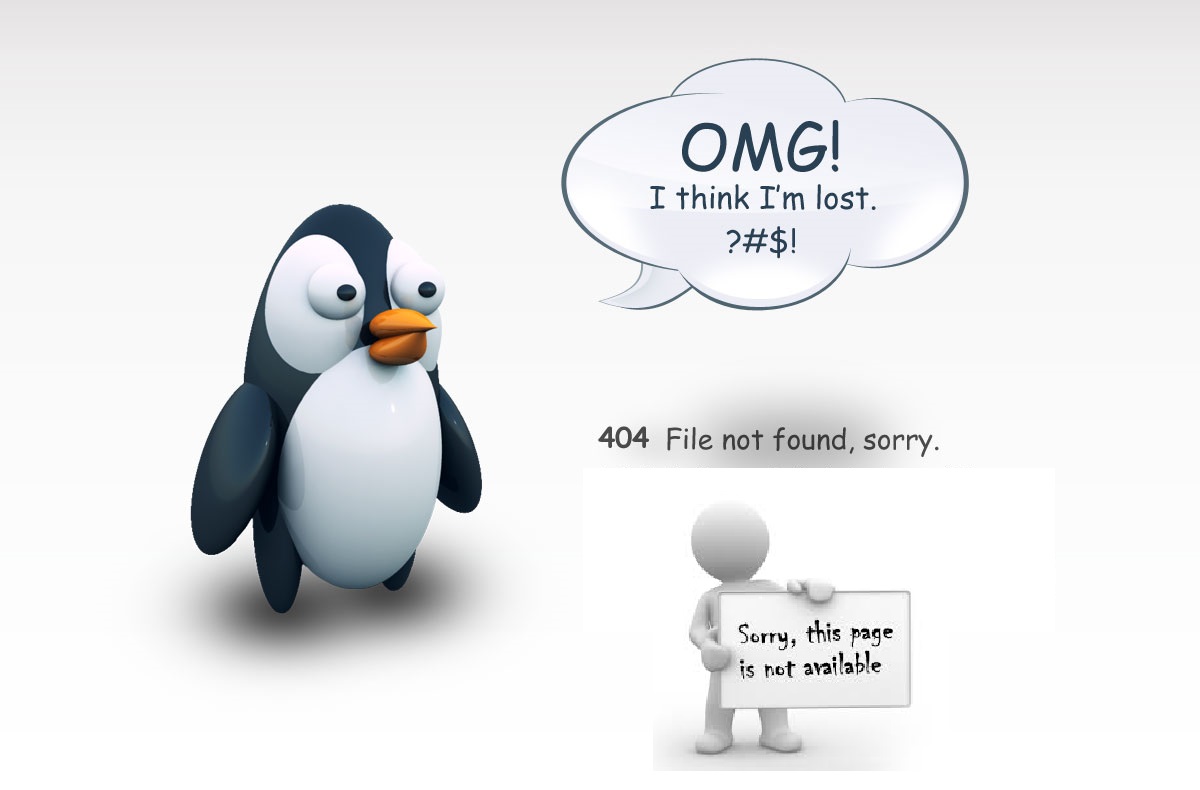 OMG!
I think I'm lost.
?#$!
404 File not found, sorry.
Sorry, this page
is not available